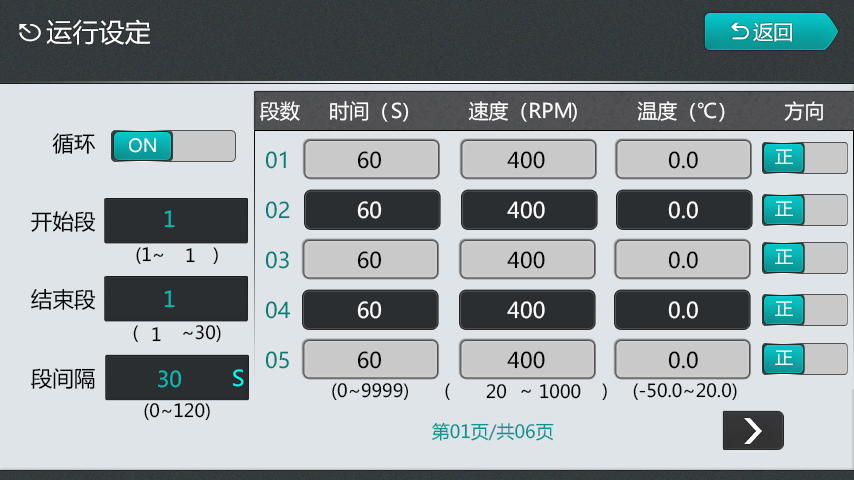 运行设定
返回
循环 ON
开始段 1
(1~ 1 )
结束段 1
( 1 ~30)
段间隔 30 S
(0~120)
段数 时间（S） 速度（RPM） 温度（℃） 方向
01 60 400 0.0 正
02 60 400 0.0 正
03 60 400 0.0 正
04 60 400 0.0 正
05 60 400 0.0 正
(0~9999) ( 20 ~ 1000 ) (-50.0~20.0)
第01页/共06页